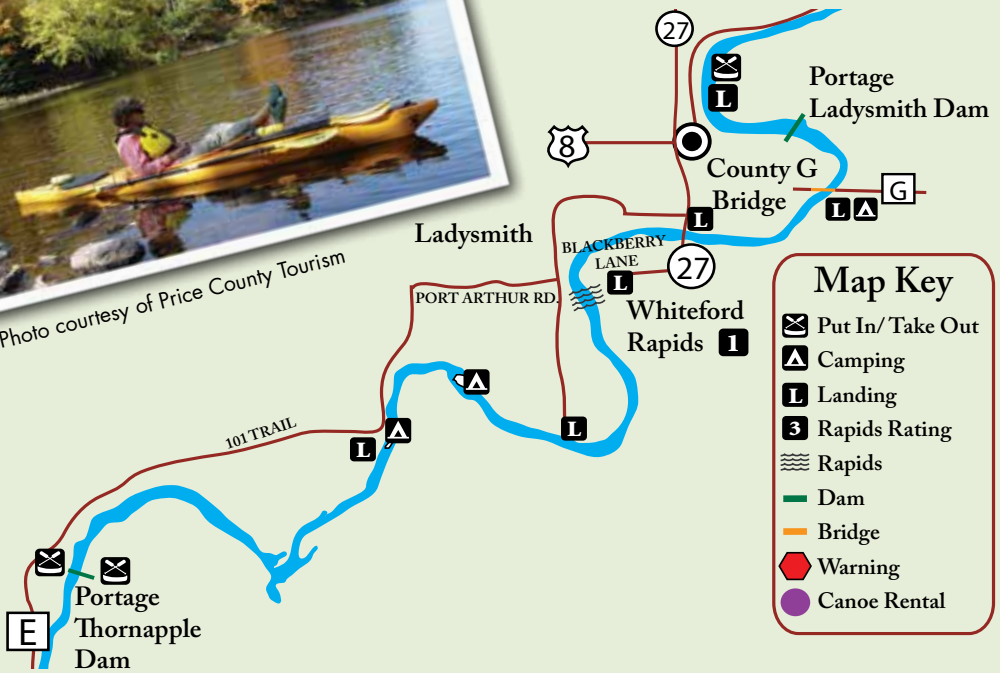 27
L
Portage
Ladysmith Dam
8
County G
Bridge
G
L
L
Ladysmith
BLACKBERRY
LANE
L
27
PORT ARTHUR RD.
Whiteford
Rapids 1
Photo courtesy of Price County Tourism
Map Key
Put In/ Take Out
Camping
L Landing
3 Rapids Rating
Rapids
Dam
Bridge
Warning
Canoe Rental
L
101 TRAIL
L
Portage
Thornapple
Dam
E